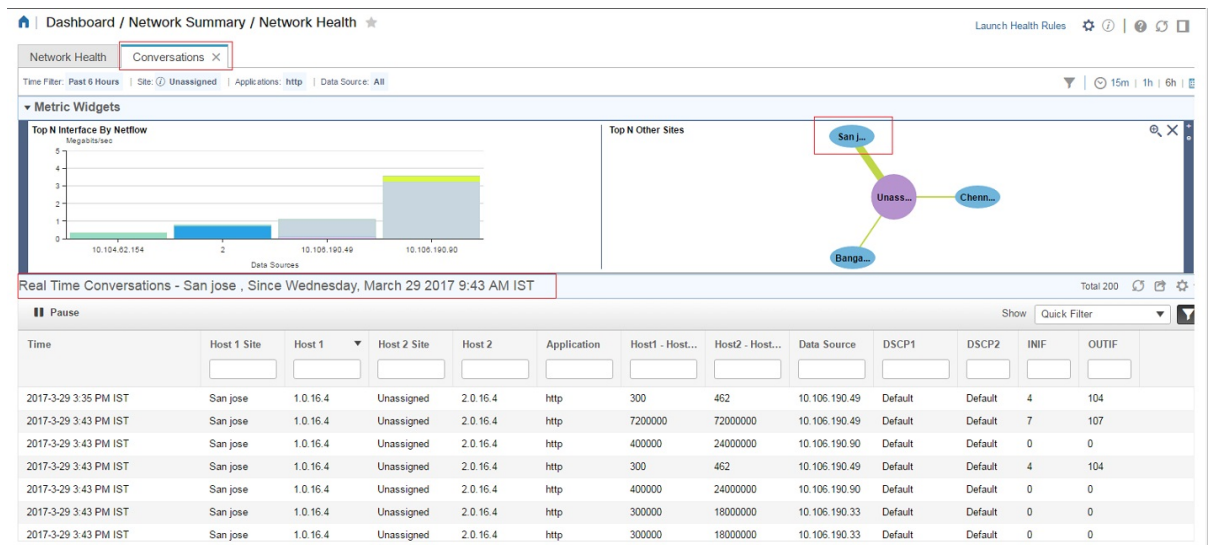 Dashboard / Network Summary / Network Health
Launch Health Rules
Network Health
Conversations ×
Time Filter: Past 6 Hours | Site: Unassigned | Applications: http | Data Source: All
15m | 1h | 6h
Metric Widgets
Top N Interface By Netflow
Megabits/sec
5
4
3
2
1
0
10.104.62.154 2 10.106.190.49 10.106.190.90
Data Sources
Top N Other Sites
San j...
Unass...
Chenn...
Banga...
Real Time Conversations - San jose , Since Wednesday, March 29 2017 9:43 AM IST
Total 200
Pause
Show Quick Filter
Time Host 1 Site Host 1 Host 2 Site Host 2 Application Host1 - Host... Host2 - Host... Data Source DSCP1 DSCP2 INIF OUTIF
2017-3-29 3:35 PM IST San jose 1.0.16.4 Unassigned 2.0.16.4 http 300 462 10.106.190.49 Default Default 4 104
2017-3-29 3:43 PM IST San jose 1.0.16.4 Unassigned 2.0.16.4 http 7200000 72000000 10.106.190.49 Default Default 7 107
2017-3-29 3:43 PM IST San jose 1.0.16.4 Unassigned 2.0.16.4 http 400000 24000000 10.106.190.90 Default Default 0 0
2017-3-29 3:43 PM IST San jose 1.0.16.4 Unassigned 2.0.16.4 http 300 462 10.106.190.49 Default Default 4 104
2017-3-29 3:43 PM IST San jose 1.0.16.4 Unassigned 2.0.16.4 http 400000 24000000 10.106.190.90 Default Default 0 0
2017-3-29 3:43 PM IST San jose 1.0.16.4 Unassigned 2.0.16.4 http 300000 18000000 10.106.190.33 Default Default 0 0
2017-3-29 3:43 PM IST San jose 1.0.16.4 Unassigned 2.0.16.4 http 300000 18000000 10.106.190.33 Default Default 0 0